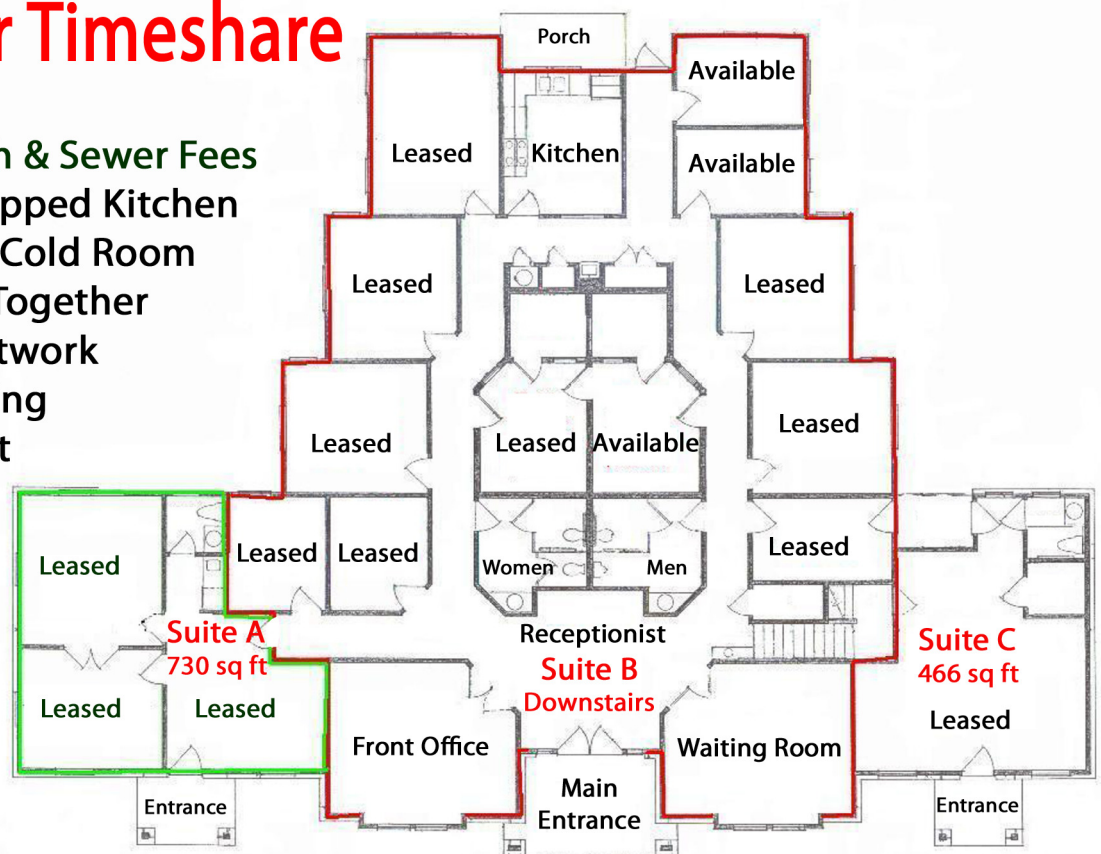 r Timeshare
n & Sewer Fees
pped Kitchen
Cold Room
Together
twork
ng
t
Porch
Available
Leased
Kitchen
Available
Leased
Leased
Leased
Leased
Available
Leased
Leased
Leased
Leased
Leased
Women
Men
Suite A
730 sq ft
Receptionist
Suite B
Downstairs
Suite C
466 sq ft
Leased
Leased
Leased
Front Office
Waiting Room
Main
Entrance
Entrance
Entrance